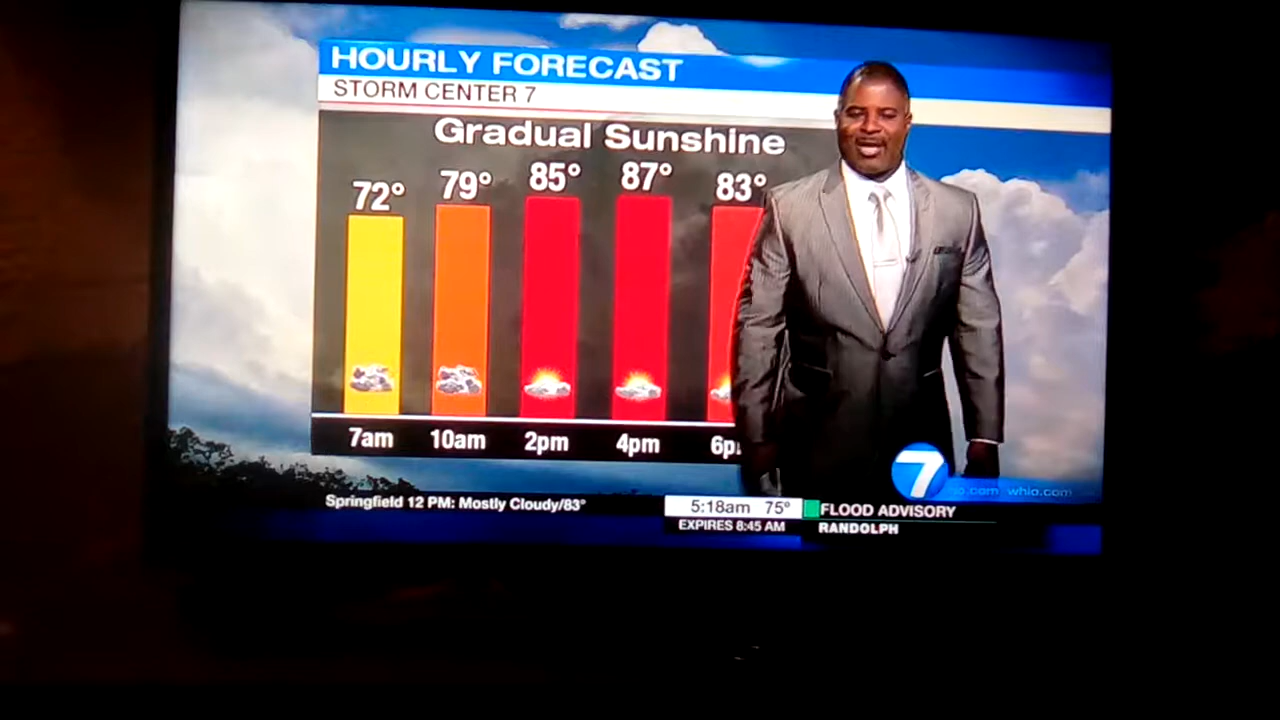 HOURLY FORECAST
STORM CENTER 7
Gradual Sunshine
72° 79° 85° 87° 83°
7am 10am 2pm 4pm
7
whio.com
Springfield 12 PM: Mostly Cloudy/83°
5:18am 75° FLOOD ADVISORY
EXPIRES 8:45 AM RANDOLPH